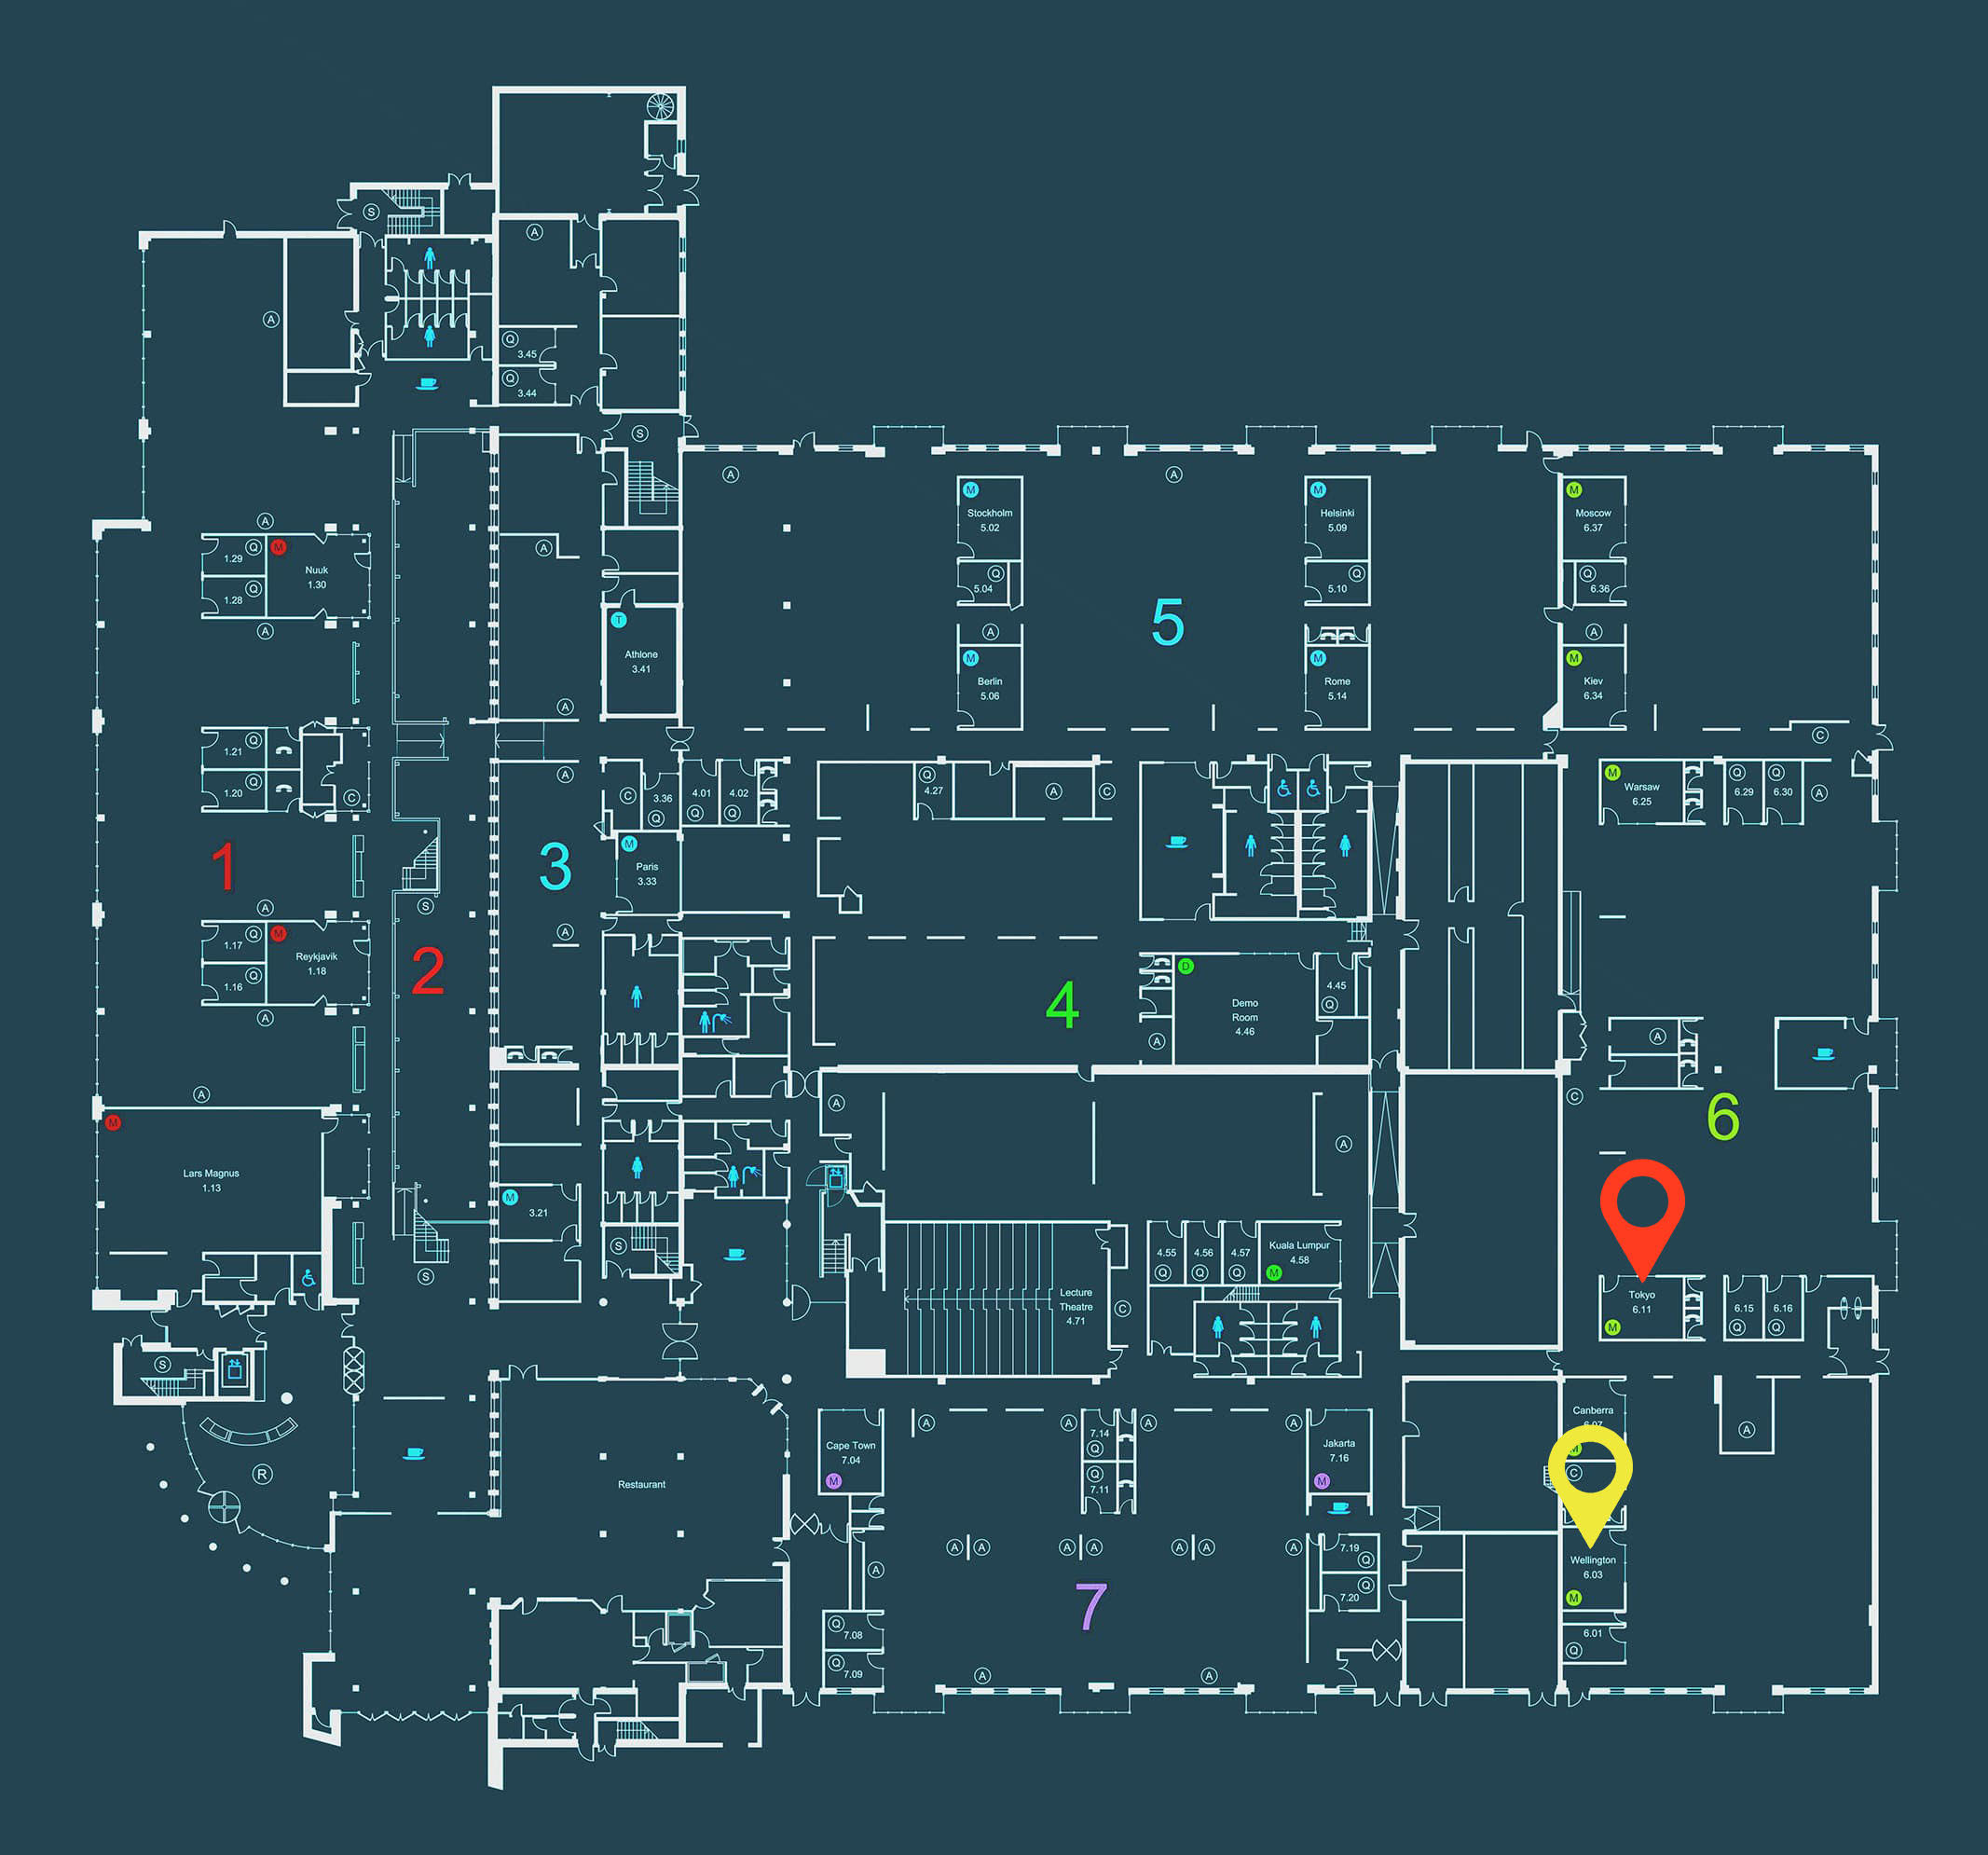 S
A
A
Q
3.45
Q
3.44
S
A
A
M
Stockholm
5.02
M
Helsinki
5.09
M
Moscow
6.37
A
1.29
Q
M
Nuuk
1.30
A
Q
5.04
Q
5.10
Q
6.36
1.28
Q
T
5
A
A
A
Athlone
3.41
M
Berlin
5.06
M
Rome
5.14
M
Kiev
6.34
A
C
1.21
Q
1.20
Q
C
A
C
3.36
Q
4.01
Q
4.02
Q
Q
4.27
A
C
M
Warsaw
6.25
Q
6.29
Q
6.30
A
1
3
M
Paris
3.33
A
S
A
1.17
Q
M
Reykjavik
1.18
1.16
Q
2
D
Demo
Room
4.46
4.45
Q
4
A
A
A
A
C
6
A
M
Lars Magnus
1.13
M
3.21
A
S
S
4.55
Q
4.56
Q
4.57
Q
Kuala Lumpur
4.58
M
Lecture
Theatre
4.71
C
Tokyo
6.11
M
6.15
Q
6.16
Q
S
R
Restaurant
Cape Town
7.04
M
A
A
7.14
Q
A
A
Q
7.11
Jakarta
7.16
M
Canberra
M
C
A
A
A
A
A
A
A
A
A
7.19
Q
Q
7.20
Wellington
6.03
M
7
Q
7.08
Q
7.09
A
A
6.01
Q